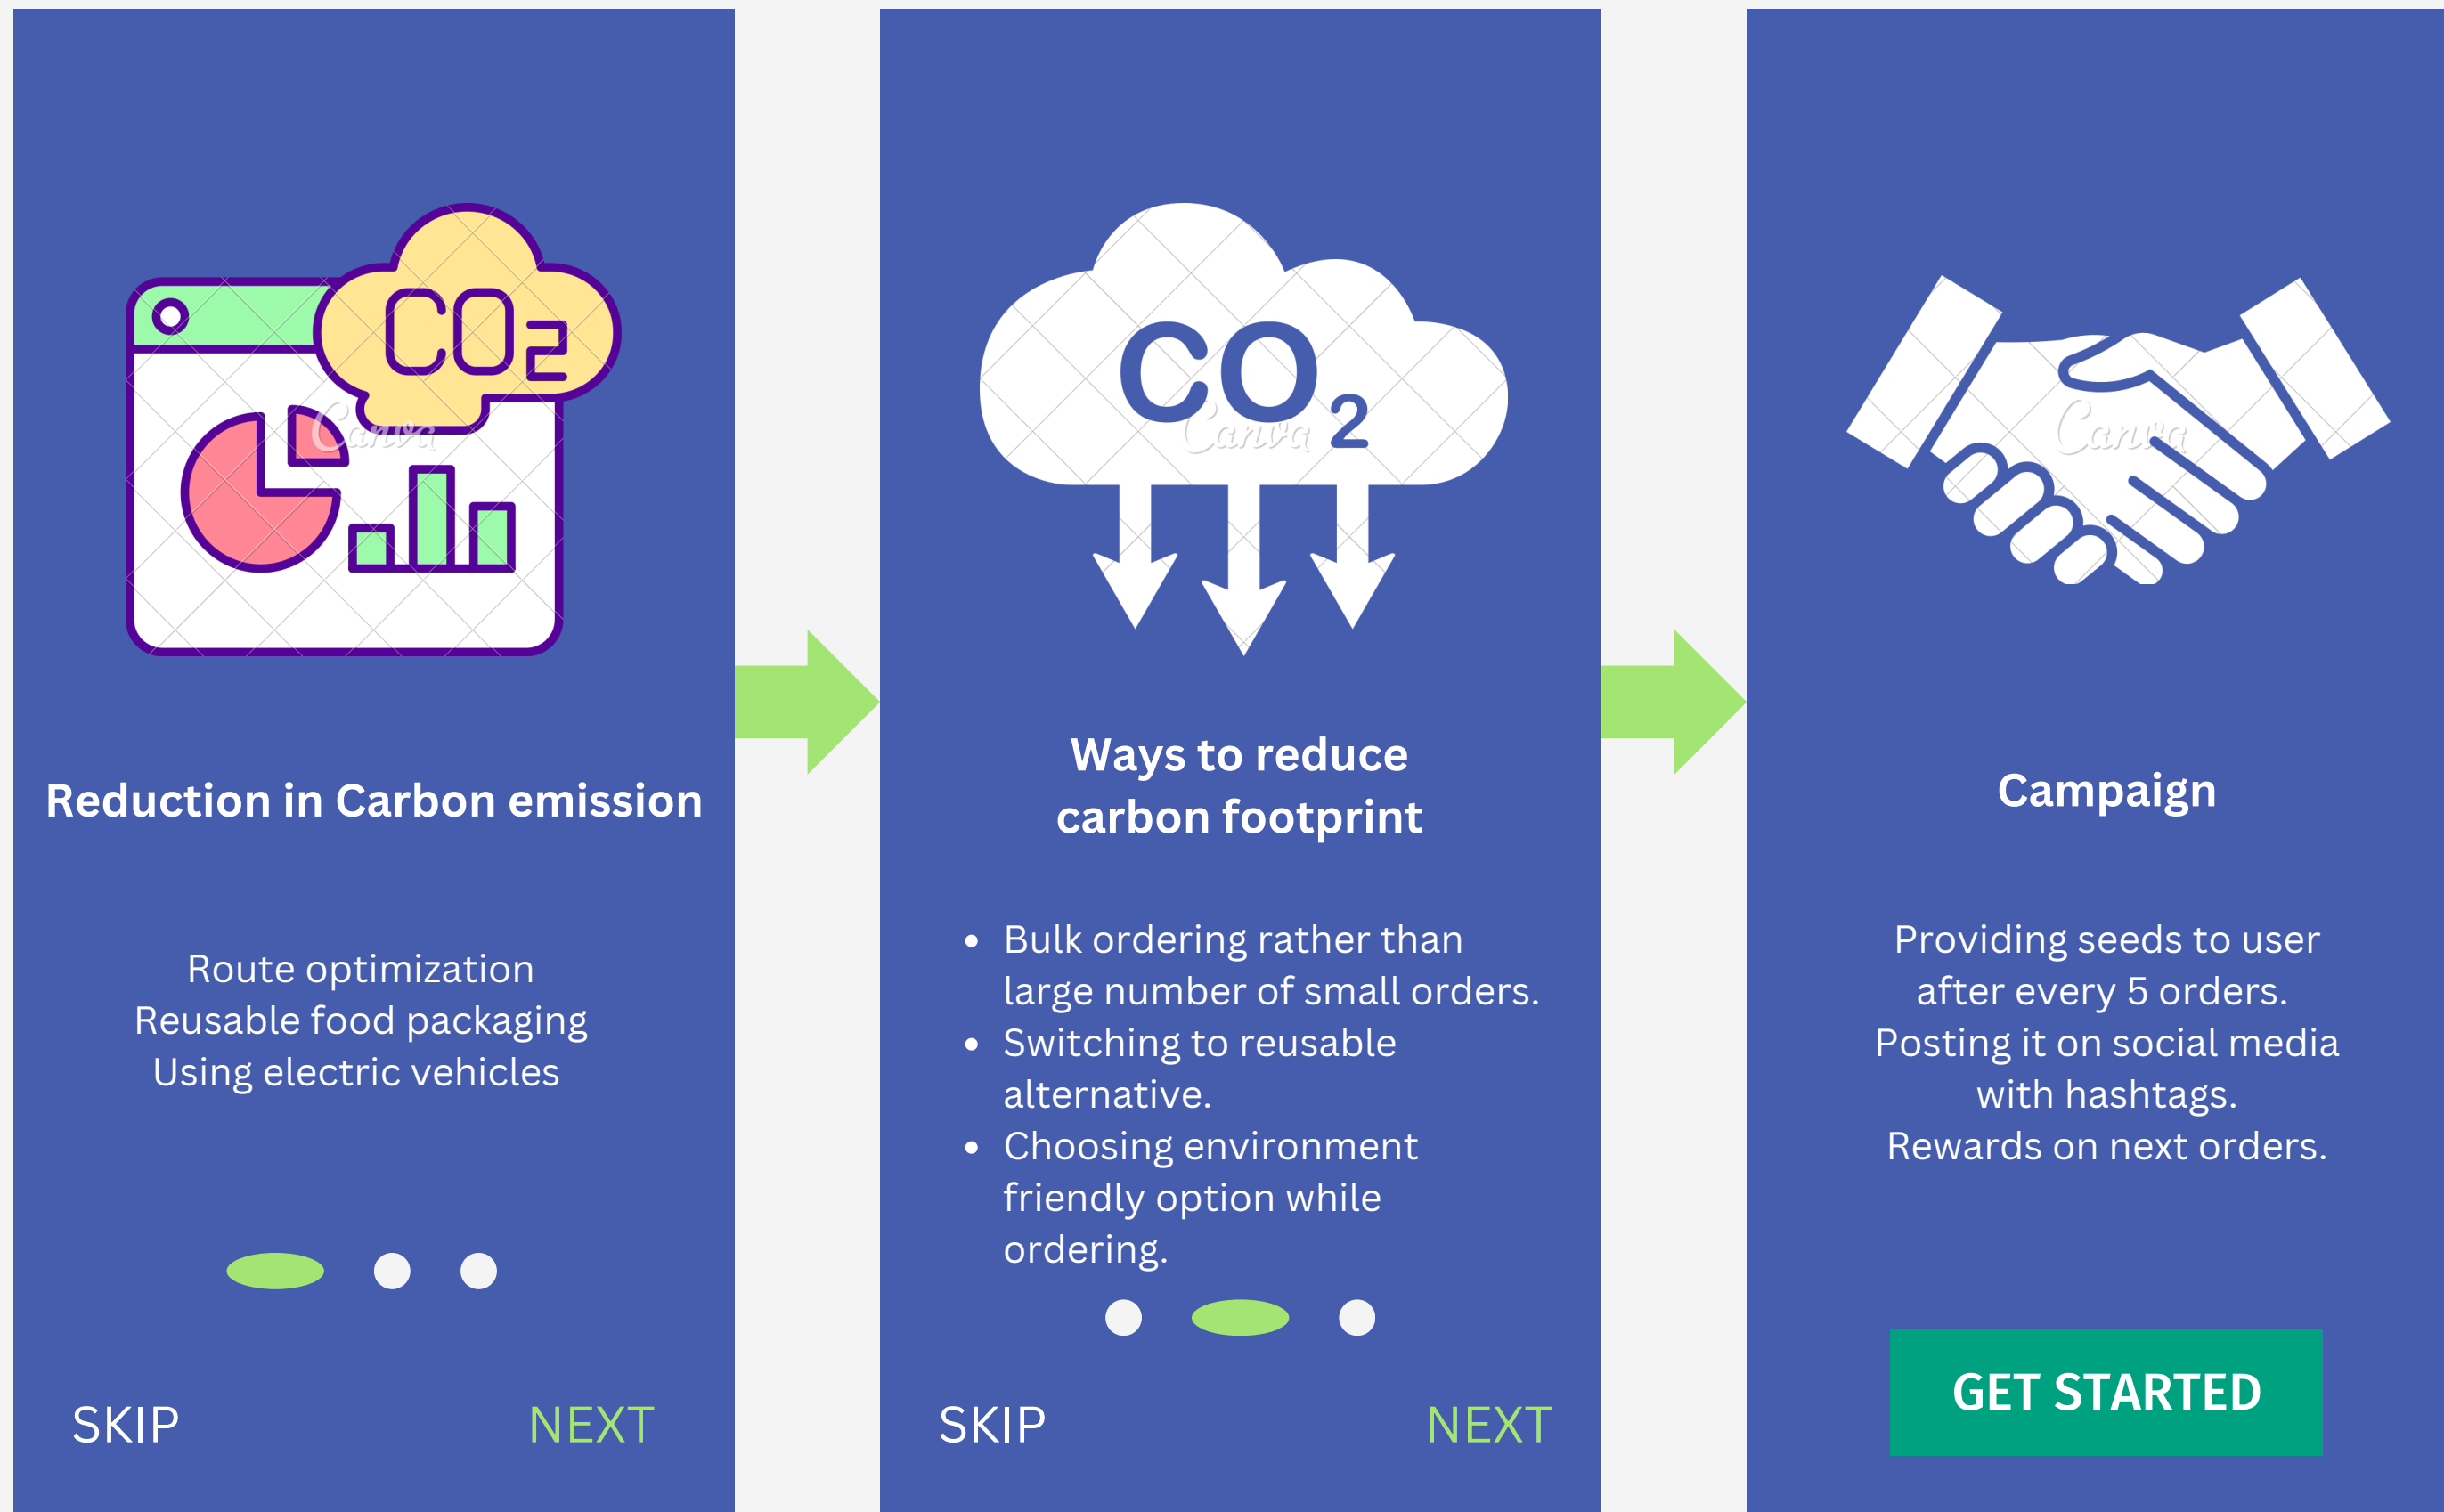 CO2
Canva
Reduction in Carbon emission
Route optimization
Reusable food packaging
Using electric vehicles
SKIP
NEXT
CO2
Canva
Ways to reduce
carbon footprint
• Bulk ordering rather than
large number of small orders.
• Switching to reusable
alternative.
• Choosing environment
friendly option while
ordering.
SKIP
NEXT
Canva
Campaign
Providing seeds to user
after every 5 orders.
Posting it on social media
with hashtags.
Rewards on next orders.
GET STARTED